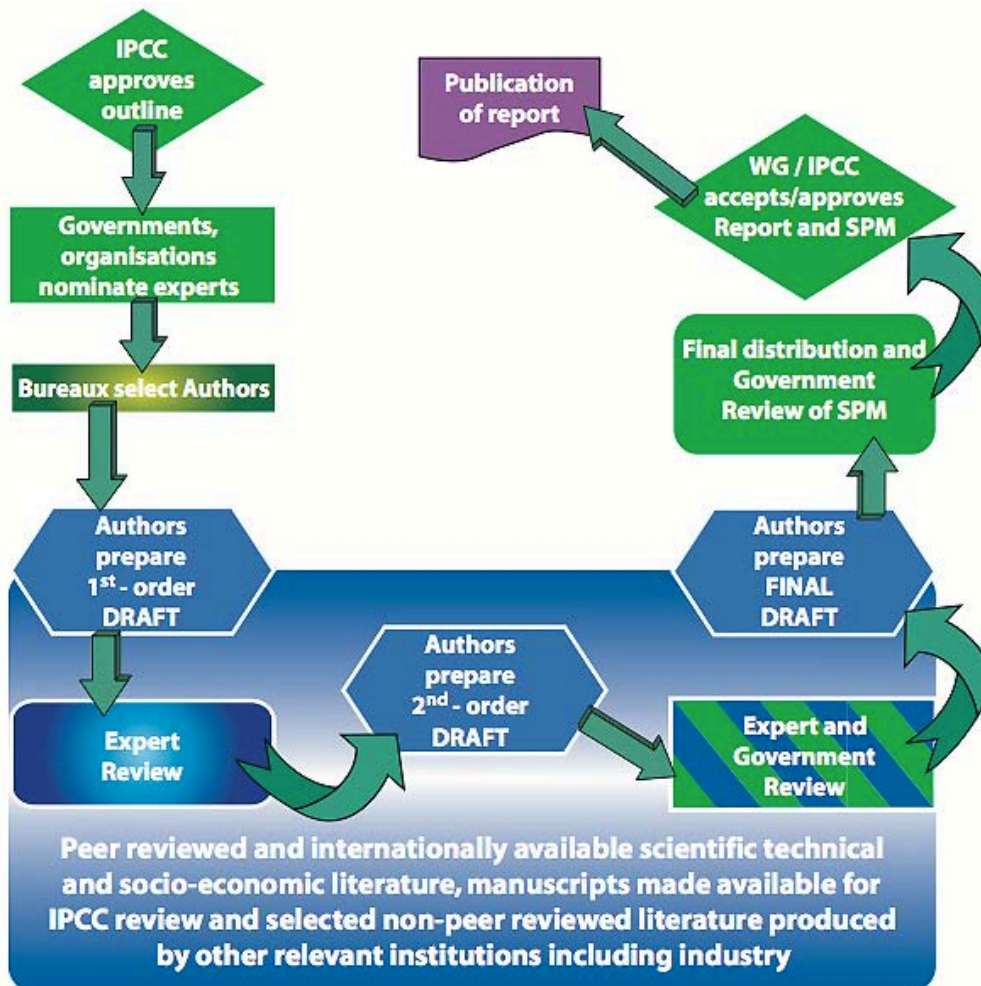 IPCC
approves
outline
Governments,
organisations
nominate experts
Bureaux select Authors
Authors
prepare
1st - order
DRAFT
Expert
Review
Authors
prepare
2nd - order
DRAFT
Expert and
Government
Review
Authors
prepare
FINAL
DRAFT
Final distribution and
Government
Review of SPM
WG / IPCC
accepts/approves
Report and SPM
Publication
of report
Peer reviewed and internationally available scientific technical
and socio-economic literature, manuscripts made available for
IPCC review and selected non-peer reviewed literature produced
by other relevant institutions including industry